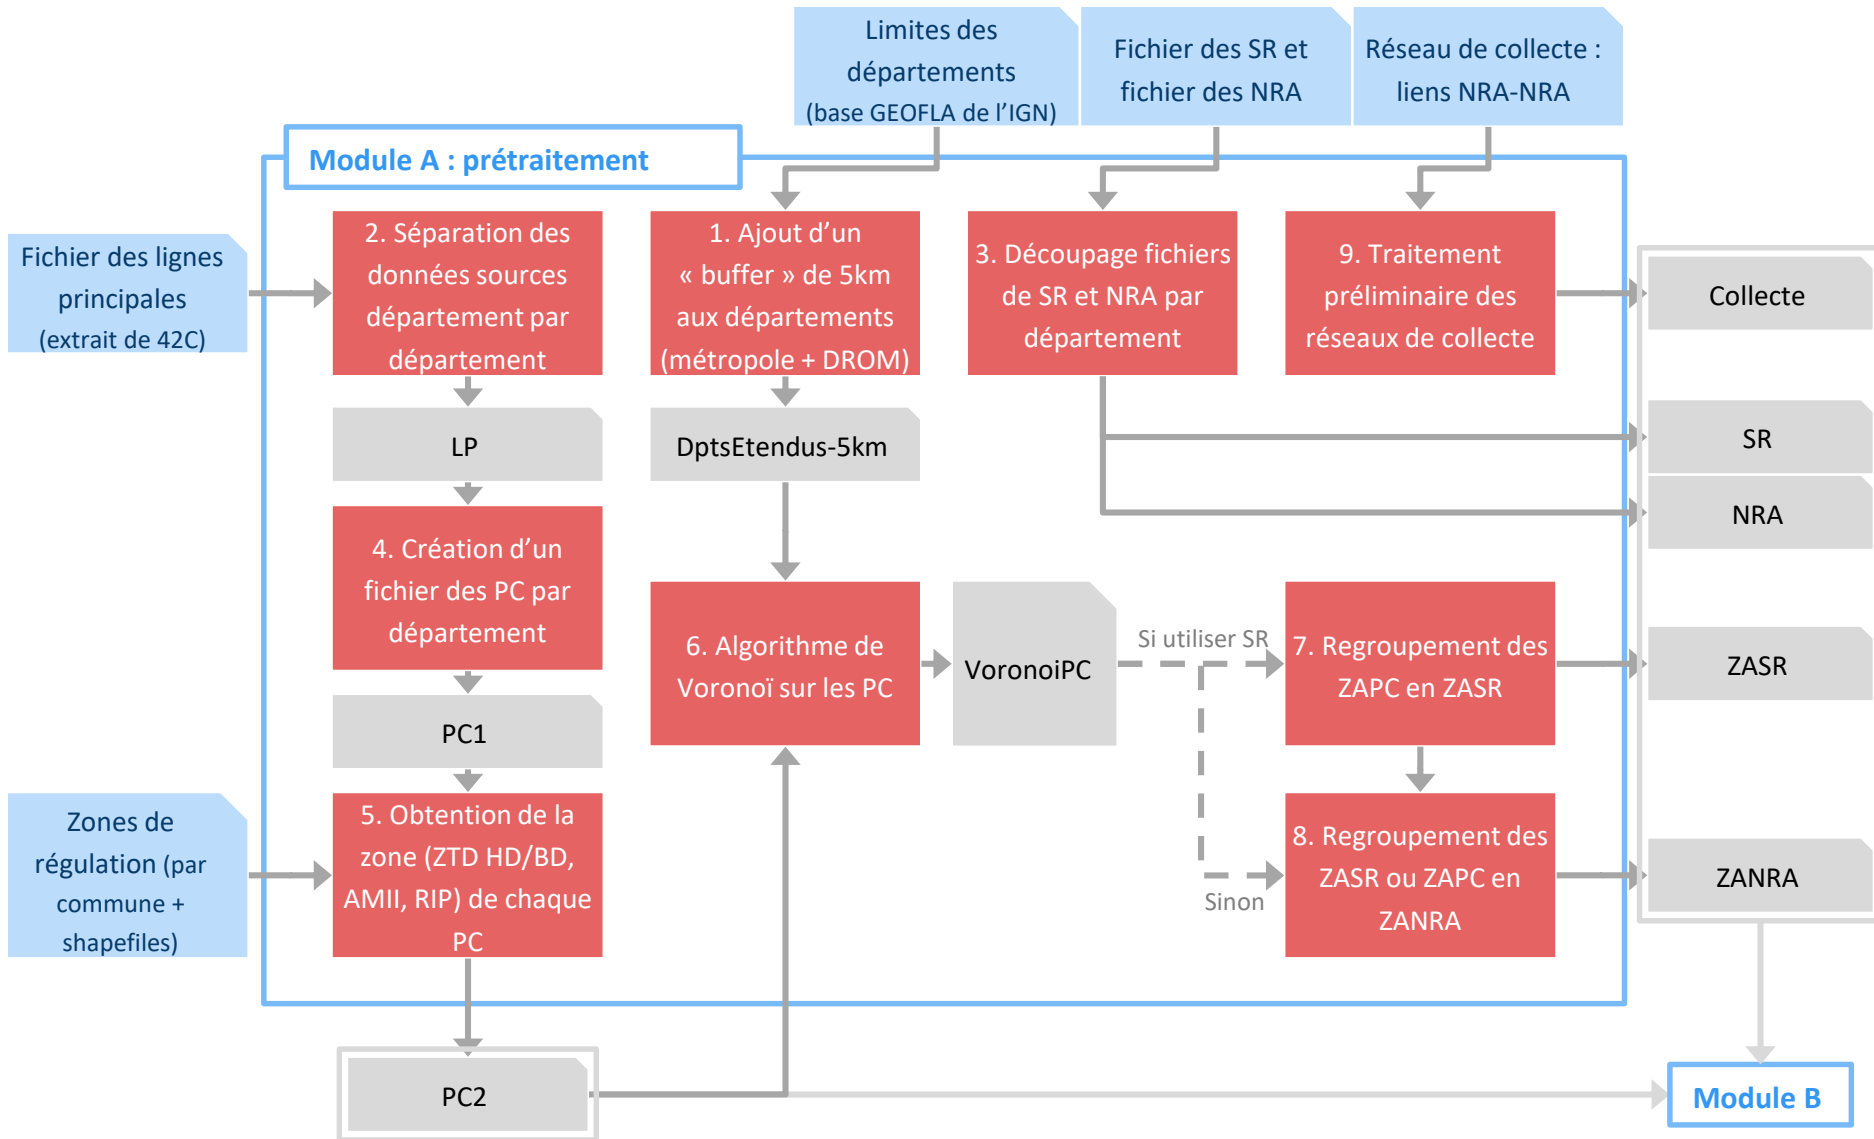 Limites des
départements
(base GEOFLA de l'IGN)
Fichier des SR et
fichier des NRA
Réseau de collecte :
liens NRA-NRA
Module A : prétraitement
Fichier des lignes
principales
(extrait de 42C)
2. Séparation des
données sources
département par
département
1. Ajout d'un
« buffer » de 5km
aux départements
(métropole + DROM)
3. Découpage fichiers
de SR et NRA par
département
9. Traitement
préliminaire des
réseaux de collecte
Collecte
LP
DptsEtendus-5km
SR
NRA
4. Création d'un
fichier des PC par
département
6. Algorithme de
Voronoï sur les PC
VoronoiPC
Si utiliser SR
7. Regroupement des
ZAPC en ZASR
ZASR
PC1
Zones de
régulation (par
commune +
shapefiles)
5. Obtention de la
zone (ZTD HD/BD,
AMII, RIP) de chaque
PC
Sinon
8. Regroupement des
ZASR ou ZAPC en
ZANRA
ZANRA
PC2
Module B